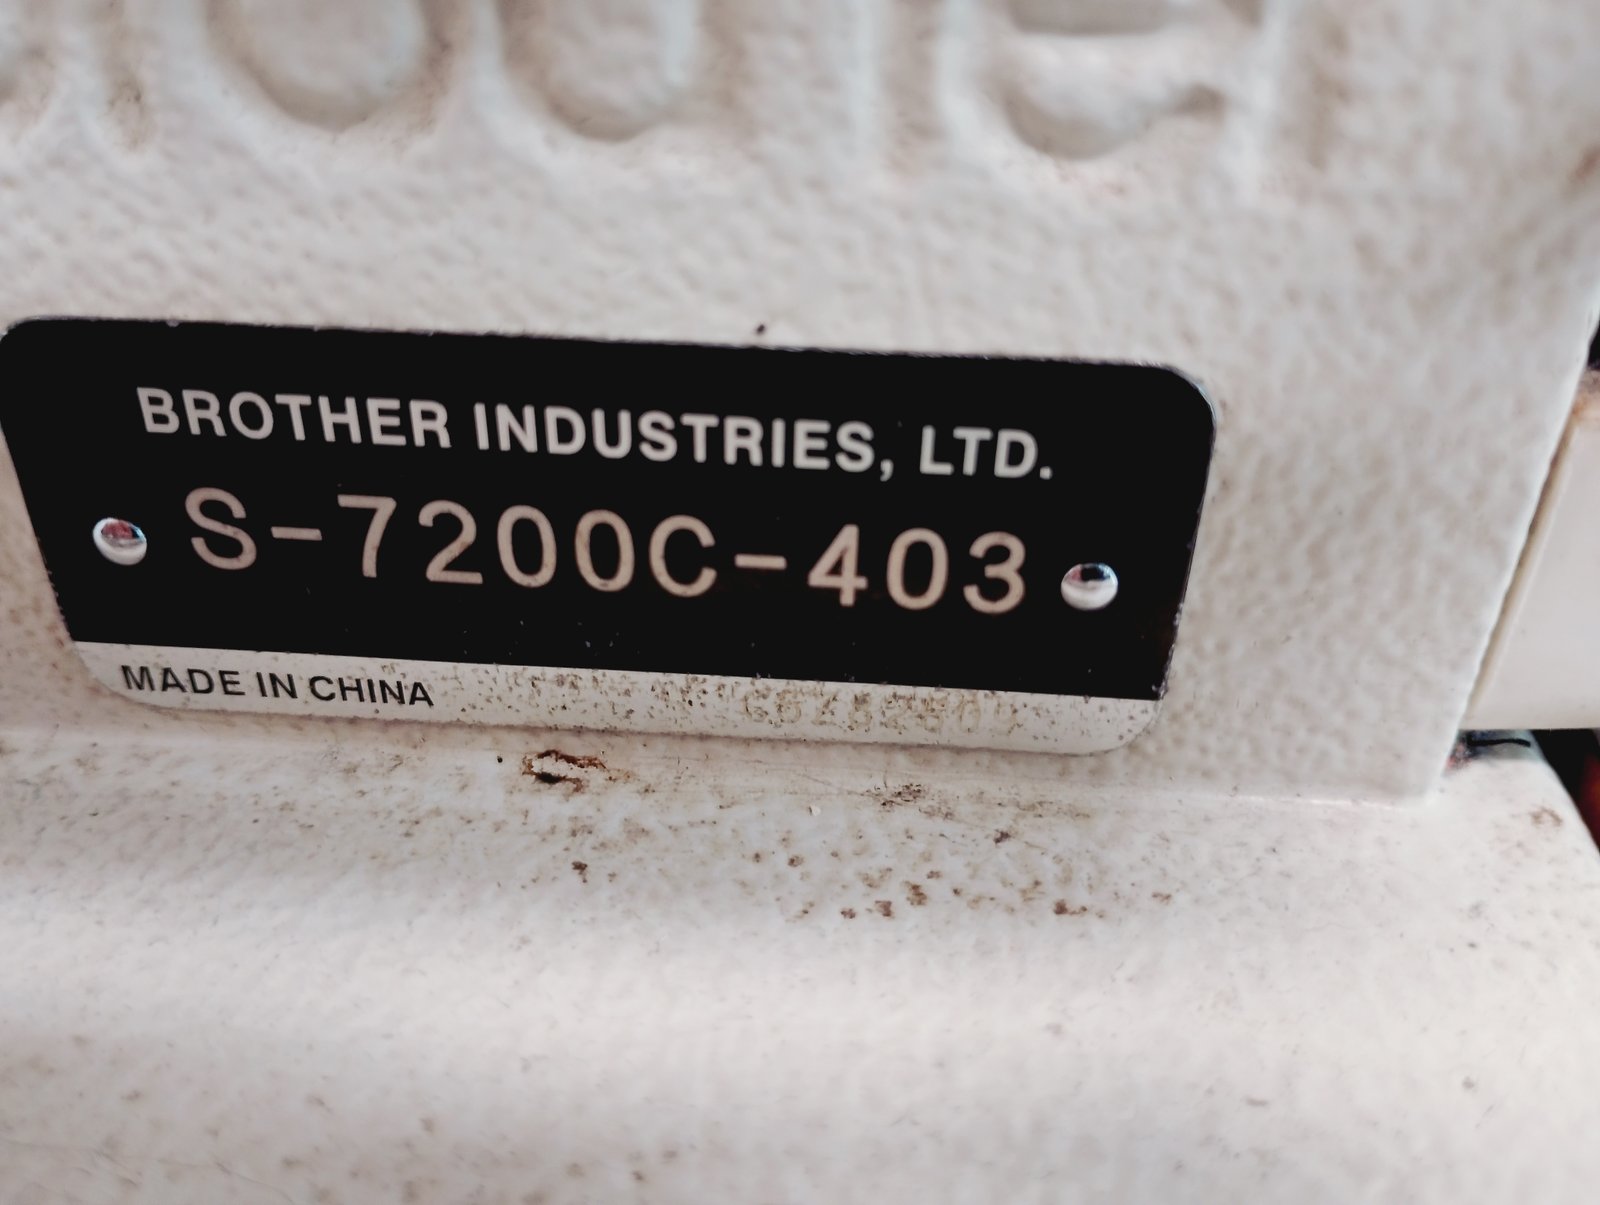 BROTHER INDUSTRIES, LTD.
S-7200C-403
MADE IN CHINA